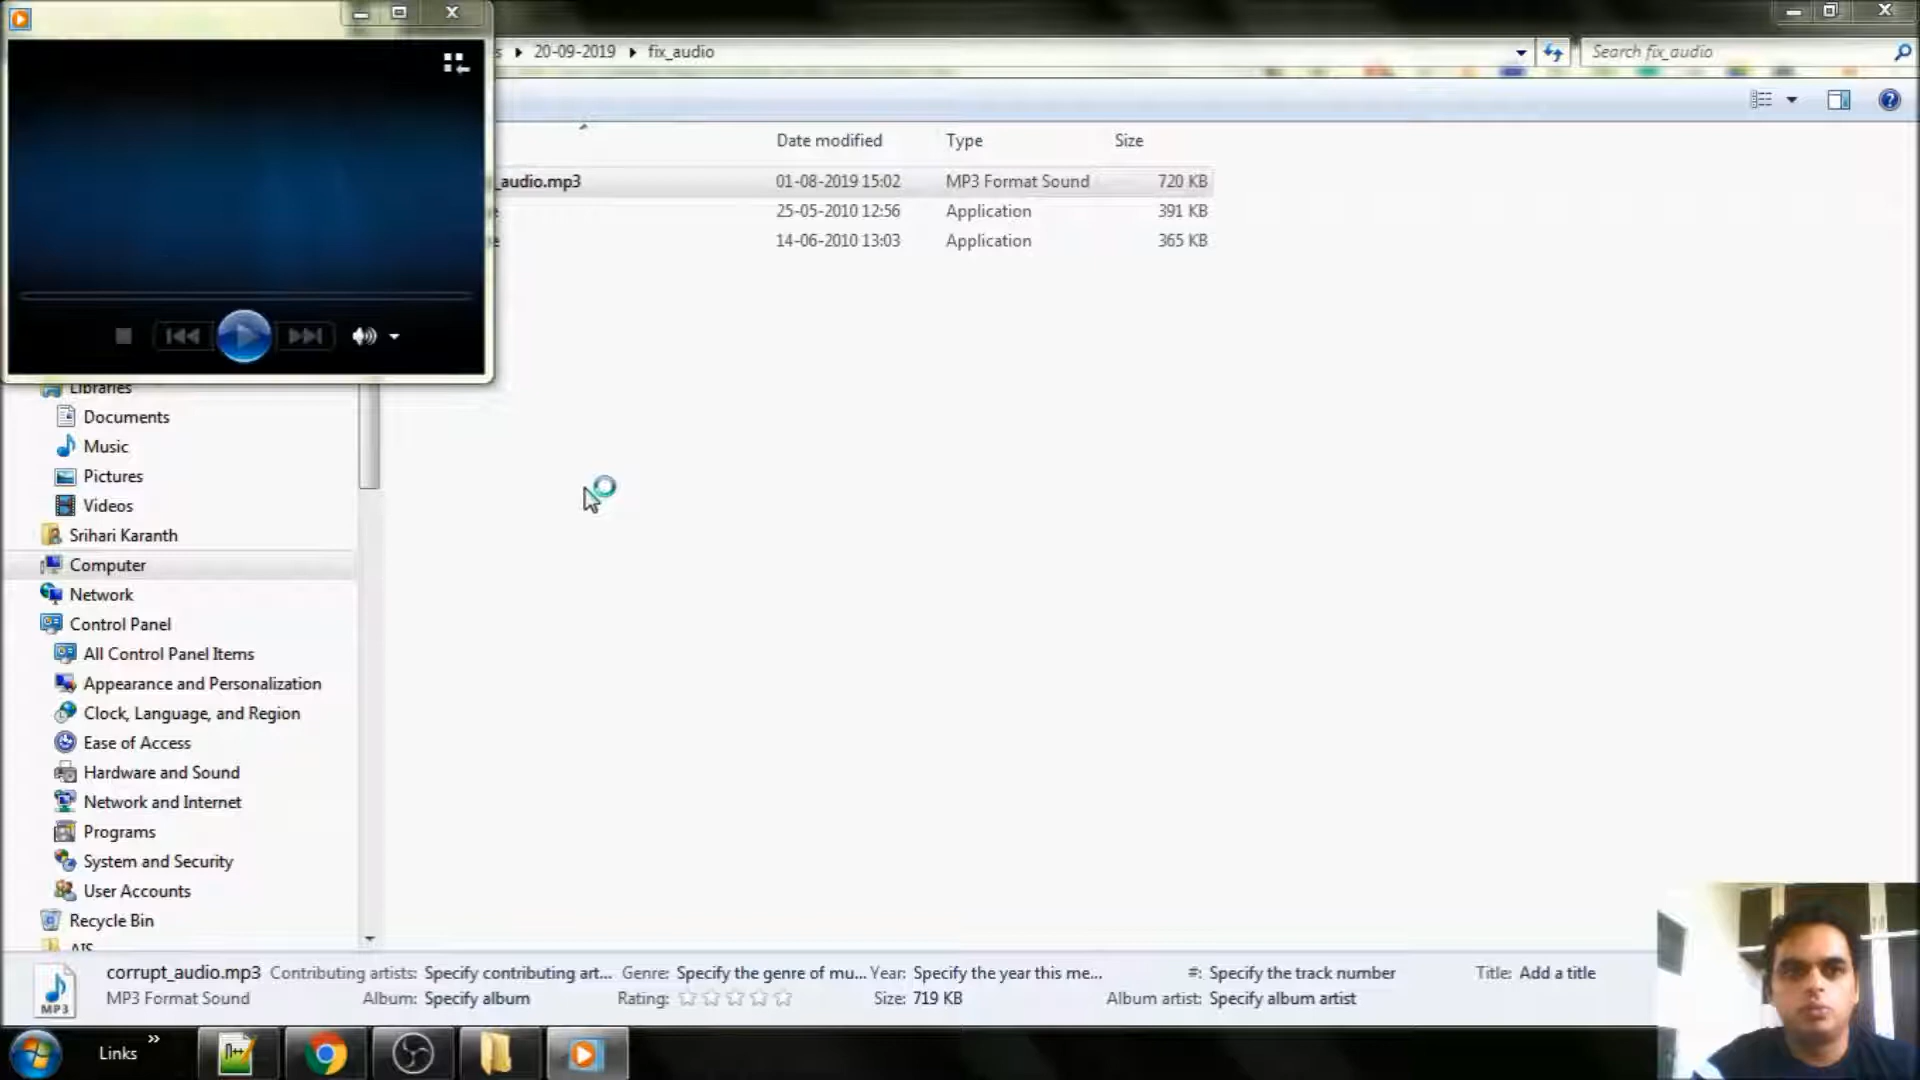 s ▸ 20-09-2019 ▸ fix_audio
Search fix_audio
Date modified Type Size
_audio.mp3 01-08-2019 15:02 MP3 Format Sound 720 KB
25-05-2010 12:56 Application 391 KB
14-06-2010 13:03 Application 365 KB
Libraries
Documents
Music
Pictures
Videos
Srihari Karanth
Computer
Network
Control Panel
All Control Panel Items
Appearance and Personalization
Clock, Language, and Region
Ease of Access
Hardware and Sound
Network and Internet
Programs
System and Security
User Accounts
Recycle Bin
AIS
corrupt_audio.mp3 Contributing artists: Specify contributing art... Genre: Specify the genre of mu... Year: Specify the year this me... #: Specify the track number Title: Add a title
MP3 Format Sound Album: Specify album Rating: Size: 719 KB Album artist: Specify album artist
MP3
Links »
n++